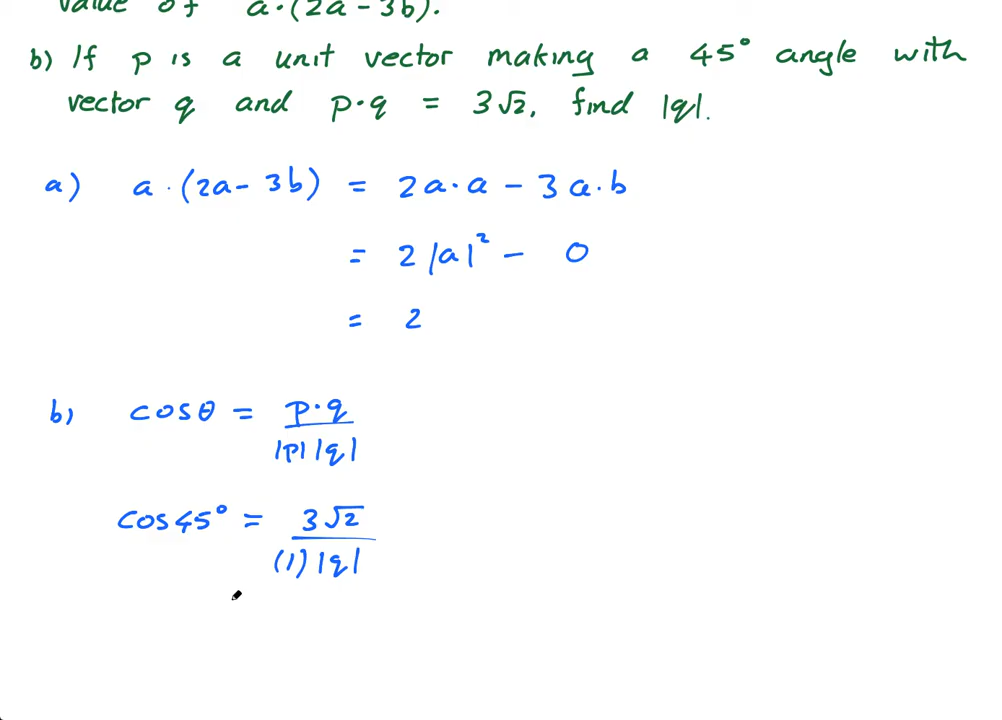 value of a·(2a-3b).
b) If p is a unit vector making a 45° angle with
vector q and p·q = 3√2, find |q|.
a) a·(2a-3b) = 2a·a - 3a·b
= 2|a|² - 0
= 2
b) cosθ = p·q / |p||q|
cos45° = 3√2 / (1)|q|